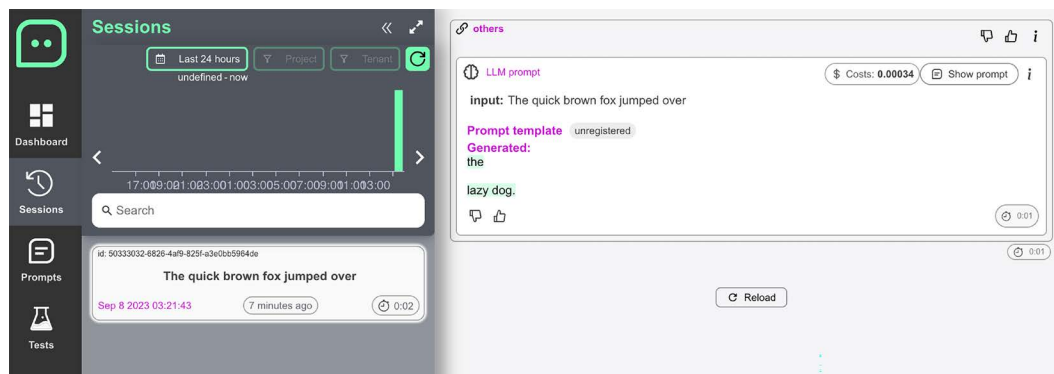 Dashboard
Sessions
Prompts
Tests
Sessions
Last 24 hours
Project
Tenant
undefined - now
Search
id: 50333032-6826-4af9-825f-a3e0bb5964de
The quick brown fox jumped over
Sep 8 2023 03:21:43
7 minutes ago
0:02
others
i
LLM prompt
$ Costs: 0.00034
Show prompt
i
input: The quick brown fox jumped over
Prompt template unregistered
Generated:
the
lazy dog.
0:01
0:01
Reload